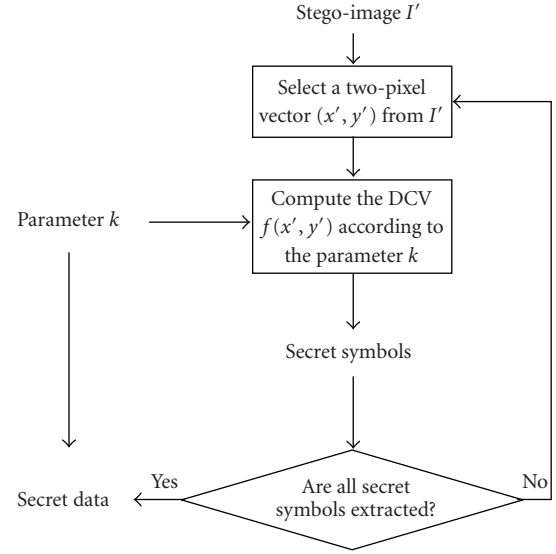 Stego-image I′
Select a two-pixel
vector (x′, y′) from I′
Compute the DCV
f(x′, y′) according to
the parameter k
Parameter k
Secret symbols
Are all secret
symbols extracted?
Yes
No
Secret data